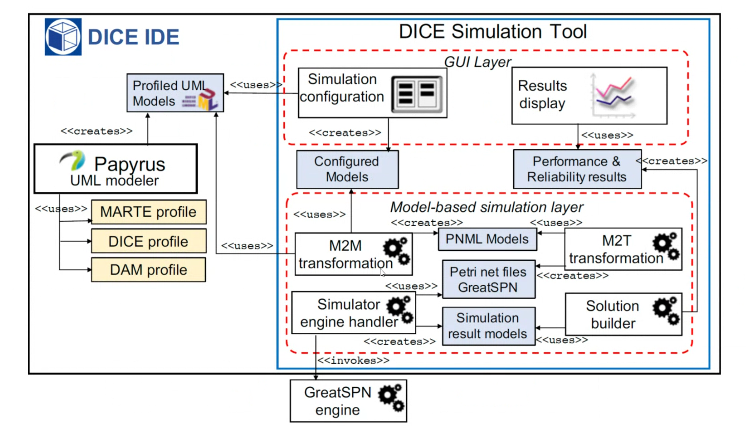 DICE IDE
DICE Simulation Tool
GUI Layer
Profiled UML
Models
<<uses>>
Simulation
configuration
Results
display
<<creates>>
<<creates>>
<<uses>>
Papyrus
UML modeler
Configured
Models
Performance &
Reliability results
<<creates>>
<<uses>>
MARTE profile
DICE profile
DAM profile
<<uses>>
Model-based simulation layer
<<uses>>
<<creates>>
<<uses>>
M2M
transformation
PNML Models
M2T
transformation
Petri net files
GreatSPN
<<uses>>
<<creates>>
Simulator
engine handler
Simulation
result models
Solution
builder
<<creates>>
<<uses>>
<<invokes>>
GreatSPN
engine